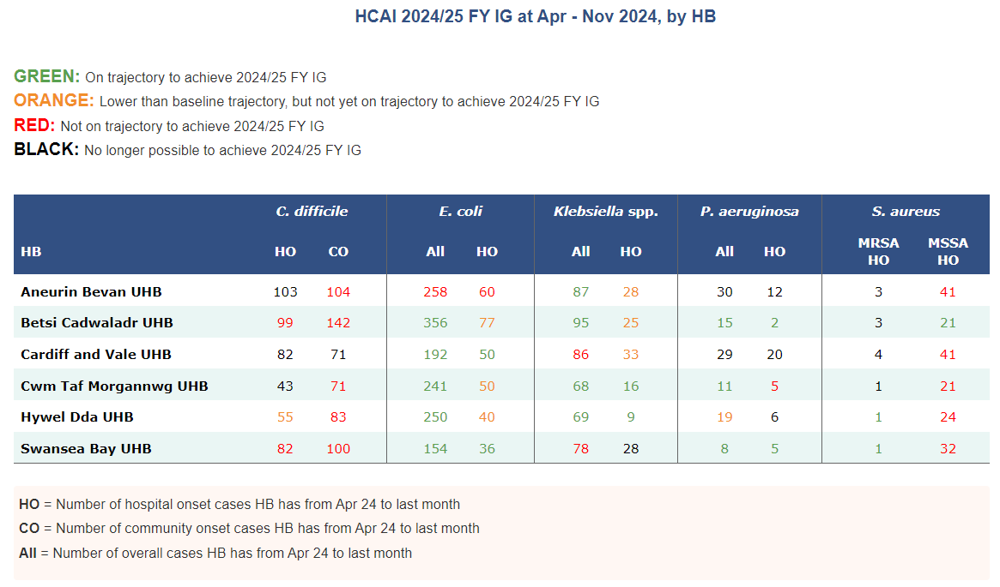 HCAI 2024/25 FY IG at Apr - Nov 2024, by HB
GREEN: On trajectory to achieve 2024/25 FY IG
ORANGE: Lower than baseline trajectory, but not yet on trajectory to achieve 2024/25 FY IG
RED: Not on trajectory to achieve 2024/25 FY IG
BLACK: No longer possible to achieve 2024/25 FY IG
C. difficile E. coli Klebsiella spp. P. aeruginosa S. aureus
HB HO CO All HO All HO All HO MRSA HO MSSA HO
Aneurin Bevan UHB 103 104 258 60 87 28 30 12 3 41
Betsi Cadwaladr UHB 99 142 356 77 95 25 15 2 3 21
Cardiff and Vale UHB 82 71 192 50 86 33 29 20 4 41
Cwm Taf Morgannwg UHB 43 71 241 50 68 16 11 5 1 21
Hywel Dda UHB 55 83 250 40 69 9 19 6 1 24
Swansea Bay UHB 82 100 154 36 78 28 8 5 1 32
HO = Number of hospital onset cases HB has from Apr 24 to last month
CO = Number of community onset cases HB has from Apr 24 to last month
All = Number of overall cases HB has from Apr 24 to last month